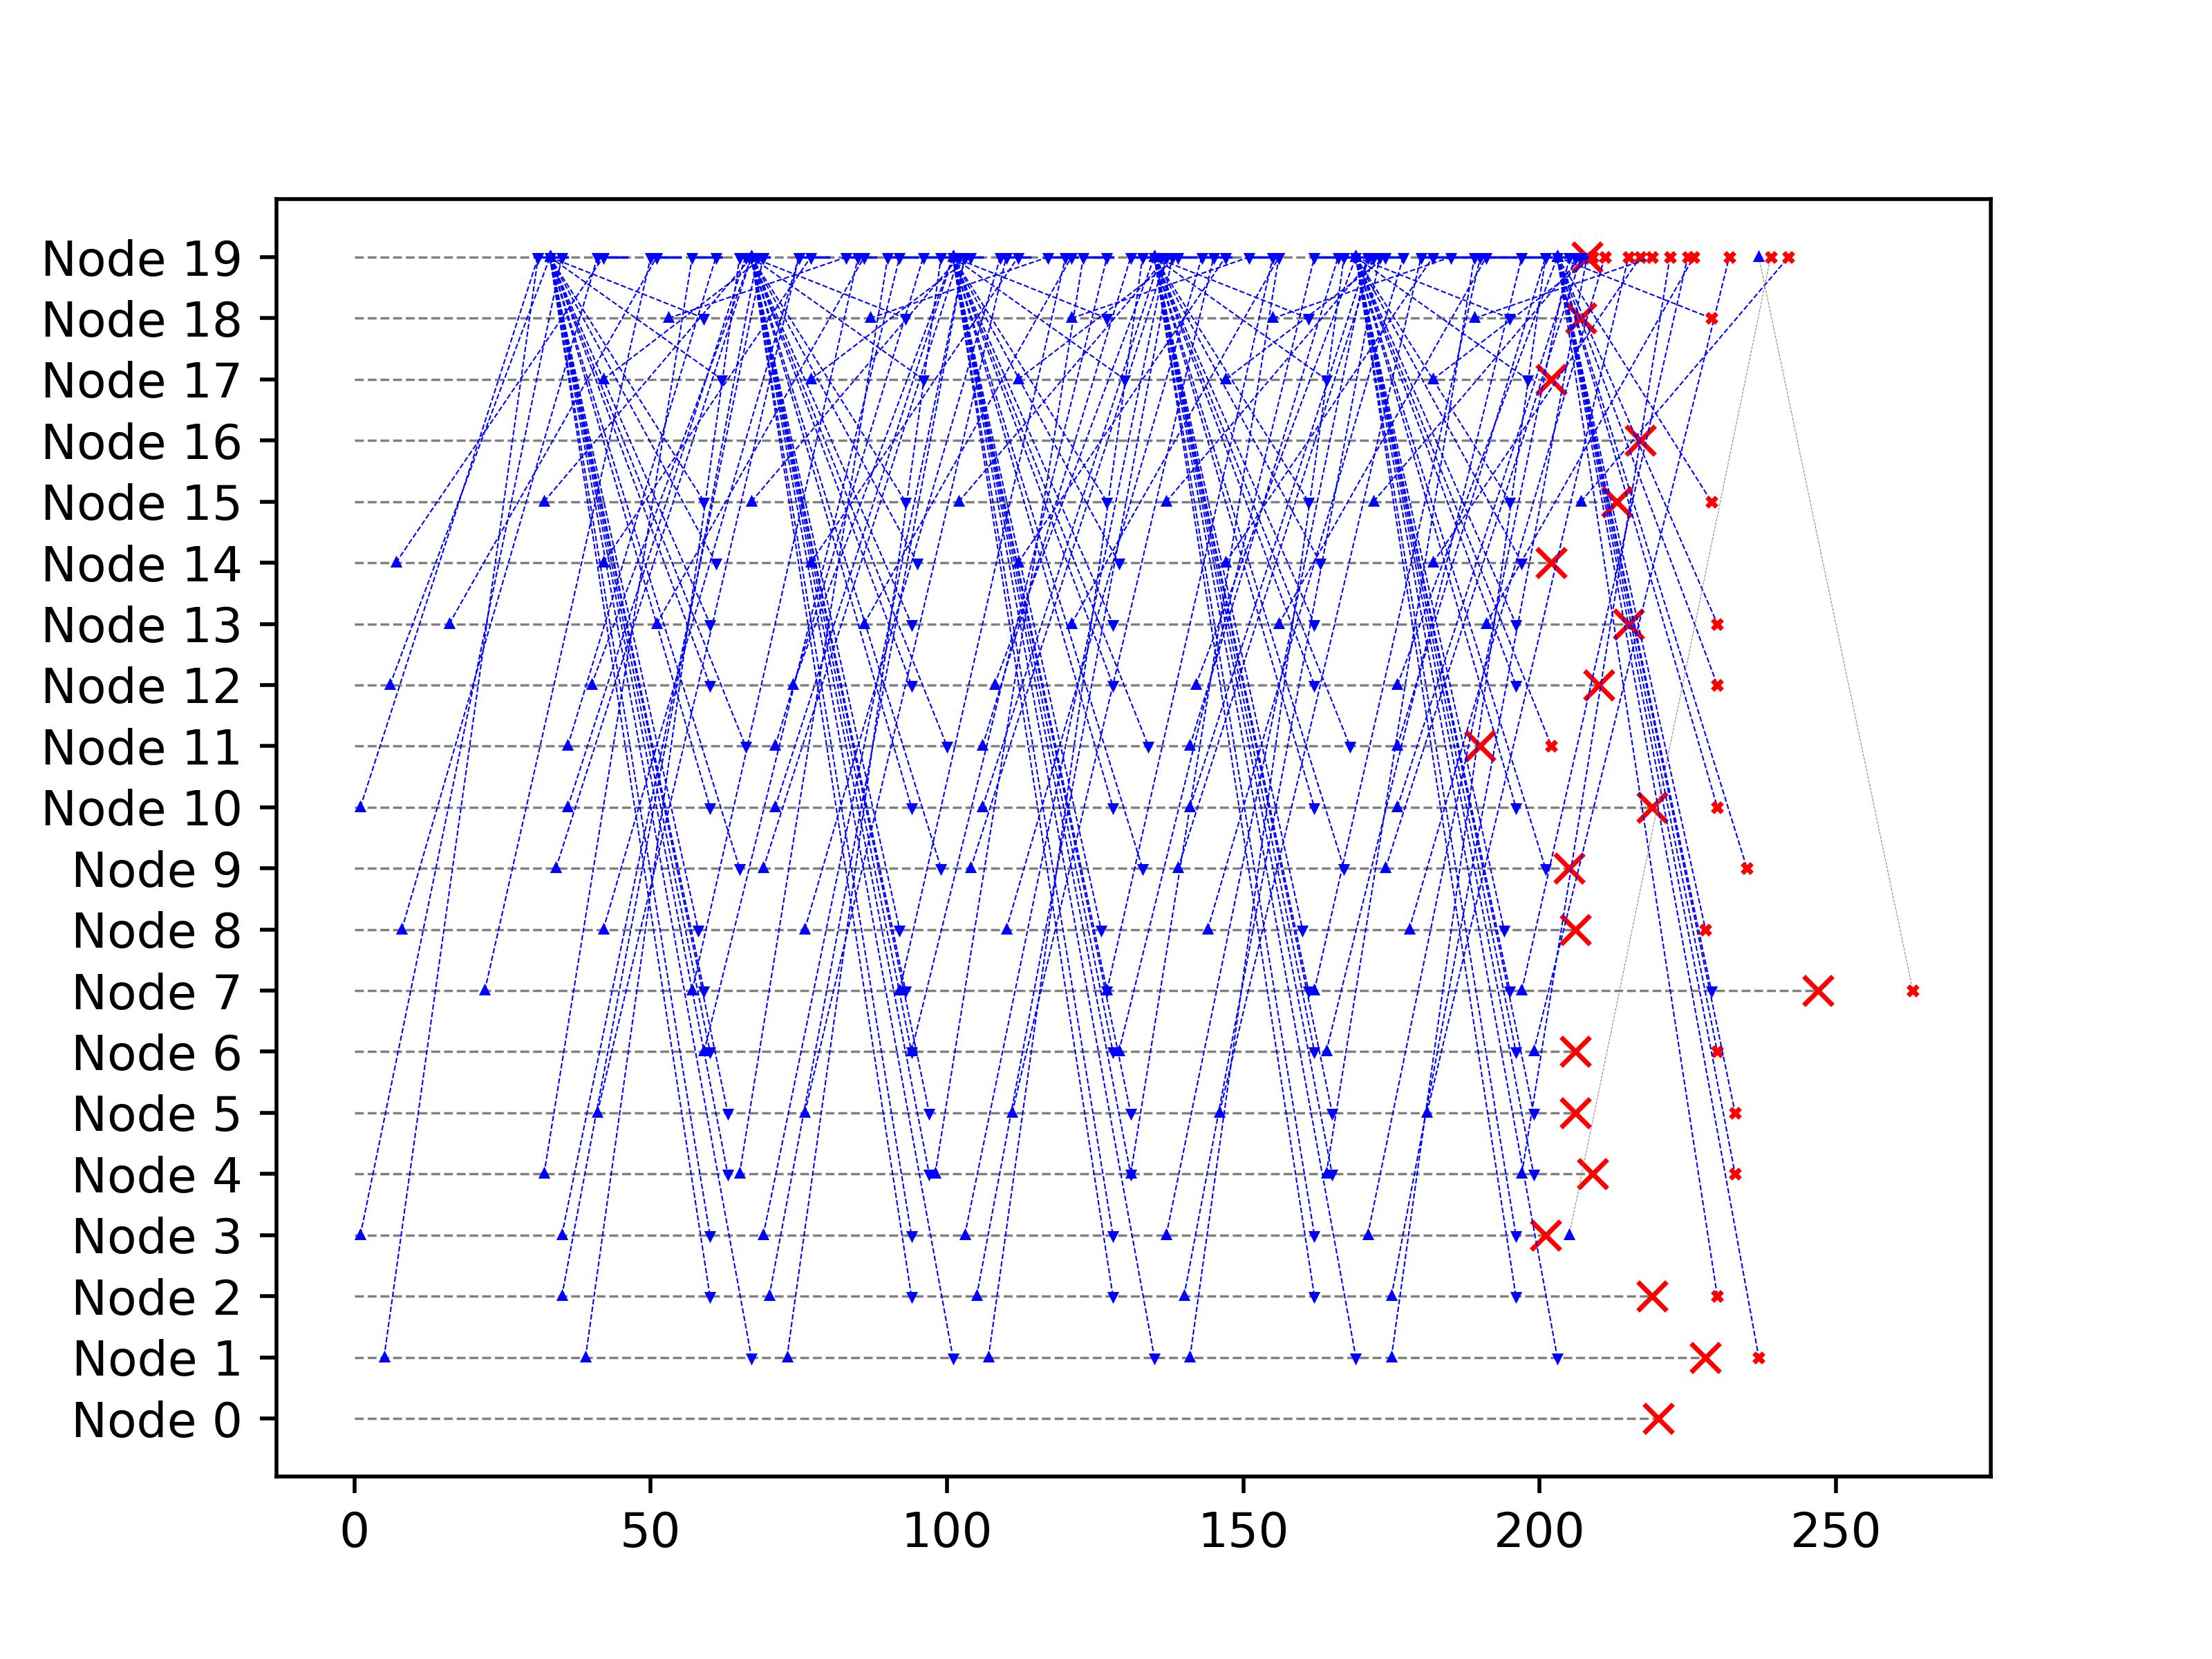 Node 19
Node 18
Node 17
Node 16
Node 15
Node 14
Node 13
Node 12
Node 11
Node 10
Node 9
Node 8
Node 7
Node 6
Node 5
Node 4
Node 3
Node 2
Node 1
Node 0
0 50 100 150 200 250